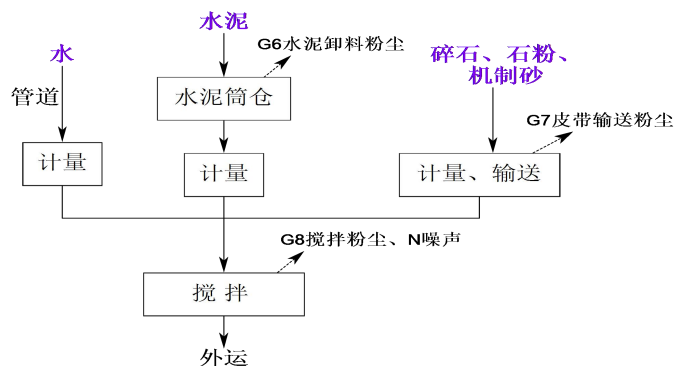 水泥
G6水泥卸料粉尘
水
碎石、石粉、
机制砂
管道
水泥筒仓
G7皮带输送粉尘
计量
计量
计量、输送
G8搅拌粉尘、N噪声
搅 拌
外运